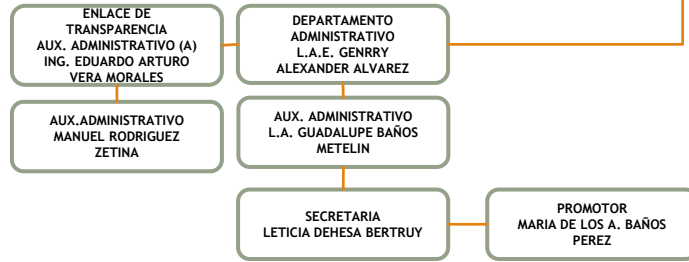 ENLACE DE
TRANSPARENCIA
AUX. ADMINISTRATIVO (A)
ING. EDUARDO ARTURO
VERA MORALES
DEPARTAMENTO
ADMINISTRATIVO
L.A.E. GENRRY
ALEXANDER ALVAREZ
AUX.ADMINISTRATIVO
MANUEL RODRIGUEZ
ZETINA
AUX. ADMINISTRATIVO
L.A. GUADALUPE BAÑOS
METELIN
SECRETARIA
LETICIA DEHESA BERTRUY
PROMOTOR
MARIA DE LOS A. BAÑOS
PEREZ